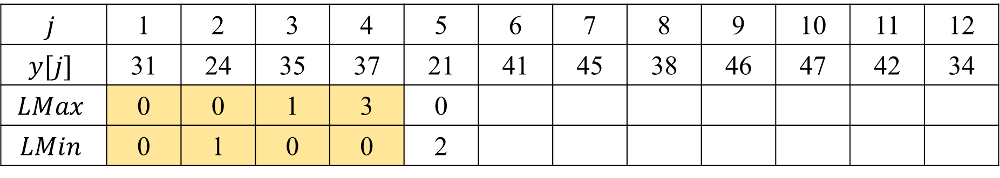 j 1 2 3 4 5 6 7 8 9 10 11 12
y[j] 31 24 35 37 21 41 45 38 46 47 42 34
LMax 0 0 1 3 0
LMin 0 1 0 0 2